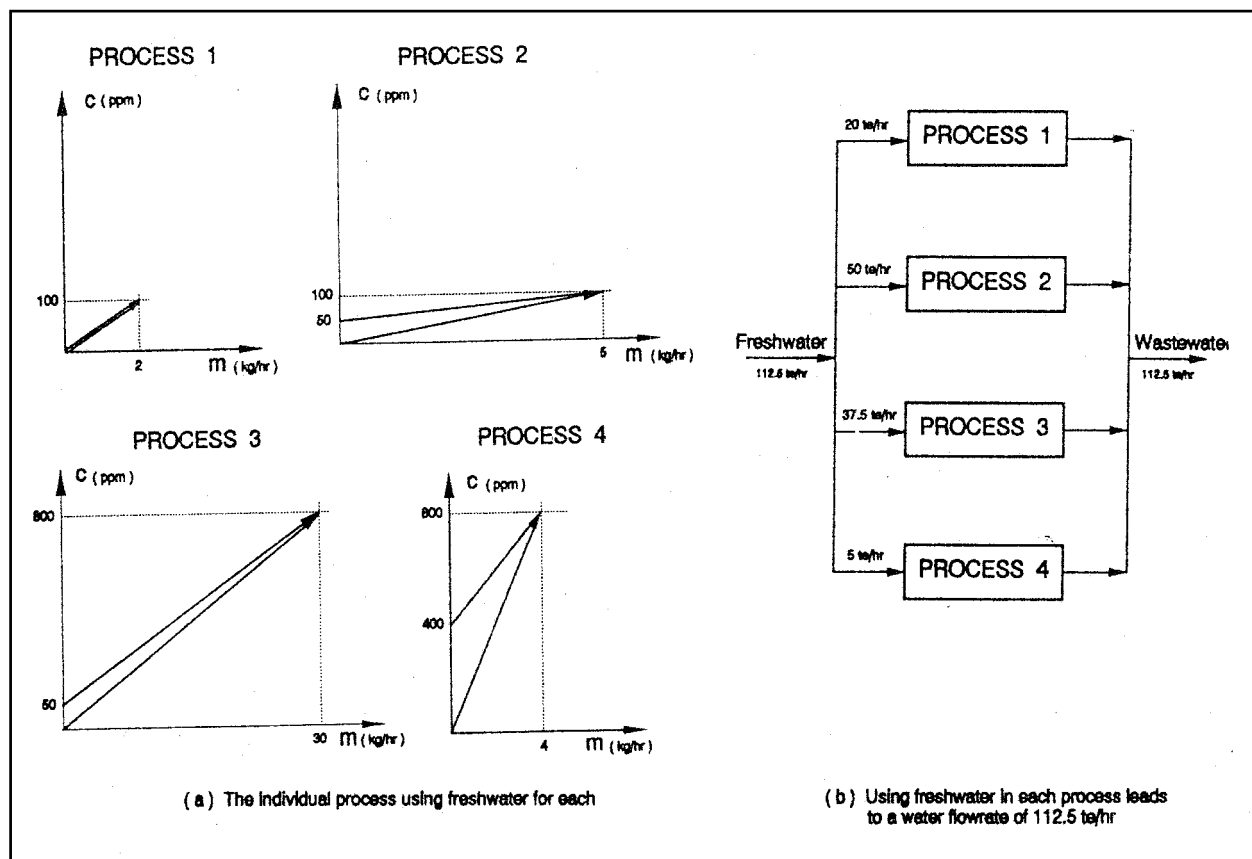 PROCESS 1
C (ppm)
100
2
m (kg/hr)
PROCESS 2
C (ppm)
100
50
5
m (kg/hr)
PROCESS 3
C (ppm)
800
50
30
m (kg/hr)
PROCESS 4
C (ppm)
800
400
4
m (kg/hr)
(a) The individual process using freshwater for each
20 te/hr
PROCESS 1
50 te/hr
PROCESS 2
Freshwater
112.5 te/hr
Wastewater
112.5 te/hr
37.5 te/hr
PROCESS 3
5 te/hr
PROCESS 4
(b) Using freshwater in each process leads
to a water flowrate of 112.5 te/hr